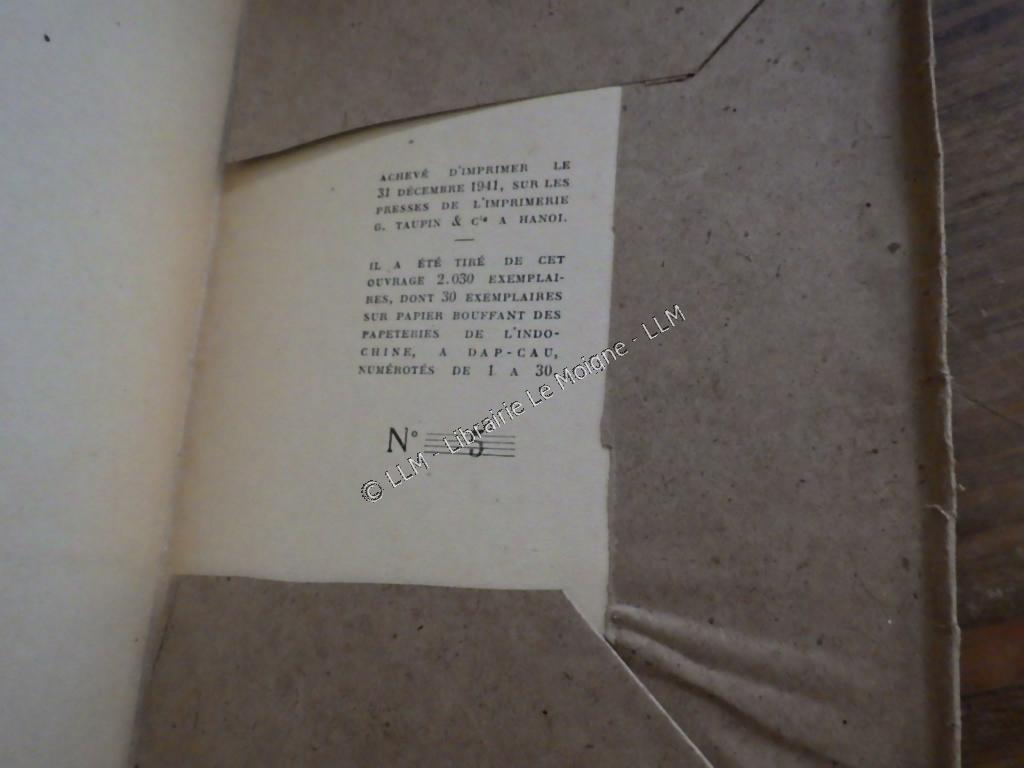 ACHEVÉ D'IMPRIMER LE
31 DÉCEMBRE 1941, SUR LES
PRESSES DE L'IMPRIMERIE
G. TAUPIN & Cie A HANOI.
IL A ÉTÉ TIRÉ DE CET
OUVRAGE 2.030 EXEMPLAI-
RES, DONT 30 EXEMPLAIRES
SUR PAPIER BOUFFANT DES
PAPETERIES DE L'INDO-
CHINE, A DAP-CAU,
NUMÉROTÉS DE 1 A 30.
N° 5
© LLM - Librairie Le Moigne - LLM